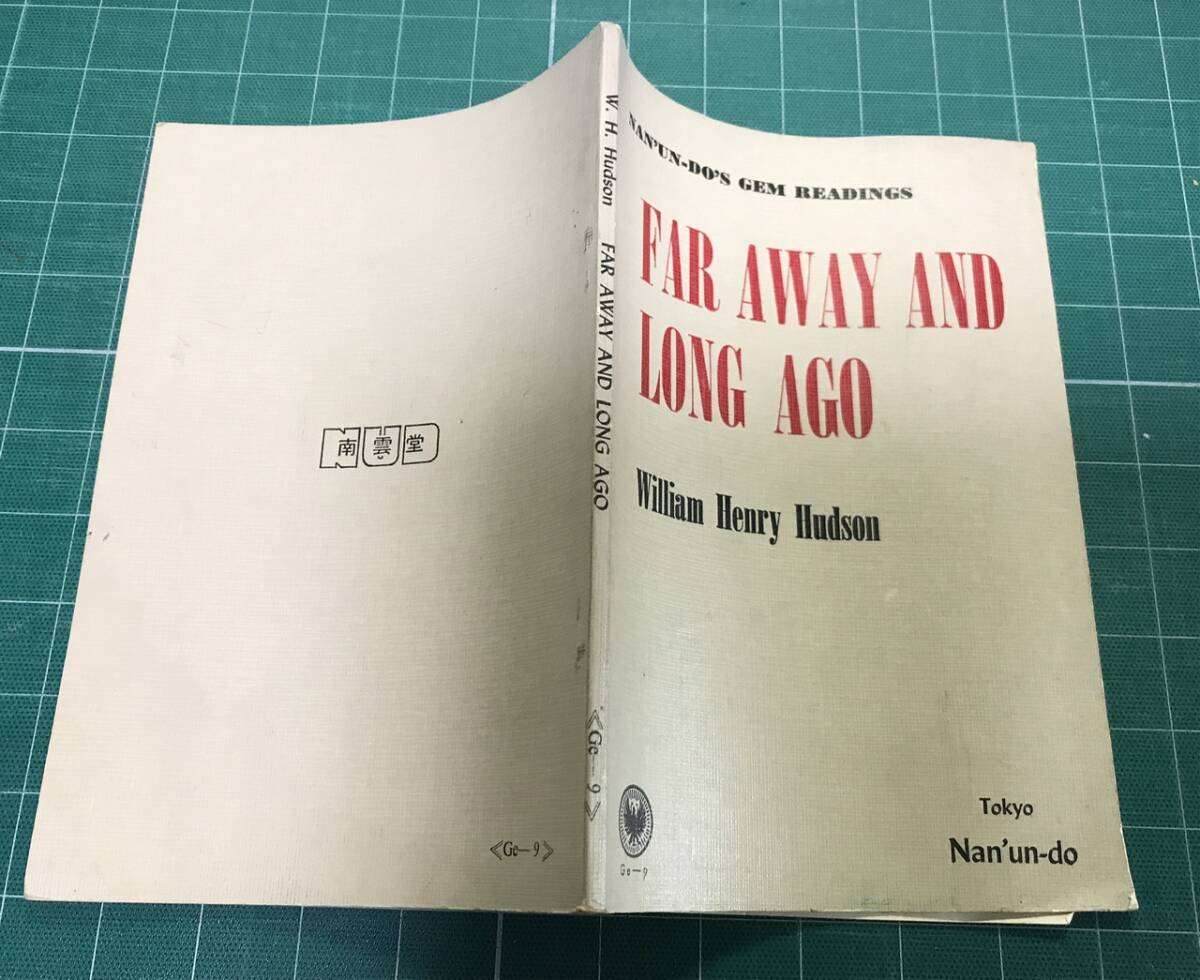 NAN'UN-DO'S GEM READINGS
FAR AWAY AND
LONG AGO
William Henry Hudson
Tokyo
Nan'un-do
Ge—9
W. H. Hudson FAR AWAY AND LONG AGO
《Ge—9》
NUD
南雲堂
《Ge—9》